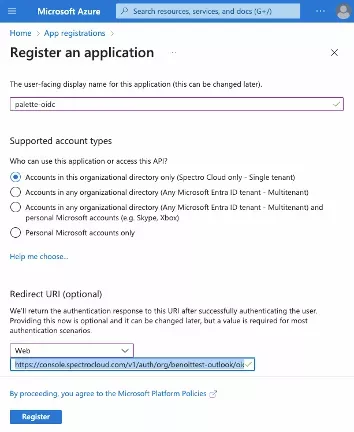 Microsoft Azure
Search resources, services, and docs (G+/)
Home > App registrations >
Register an application
The user-facing display name for this application (this can be changed later).
palette-oidc
Supported account types
Who can use this application or access this API?
Accounts in this organizational directory only (Spectro Cloud only - Single tenant)
Accounts in any organizational directory (Any Microsoft Entra ID tenant - Multitenant)
Accounts in any organizational directory (Any Microsoft Entra ID tenant - Multitenant) and
personal Microsoft accounts (e.g. Skype, Xbox)
Personal Microsoft accounts only
Help me choose...
Redirect URI (optional)
We'll return the authentication response to this URI after successfully authenticating the user.
Providing this now is optional and it can be changed later, but a value is required for most
authentication scenarios.
Web
https://console.spectrocloud.com/v1/auth/org/benoittest-outlook/oi
By proceeding, you agree to the Microsoft Platform Policies
Register